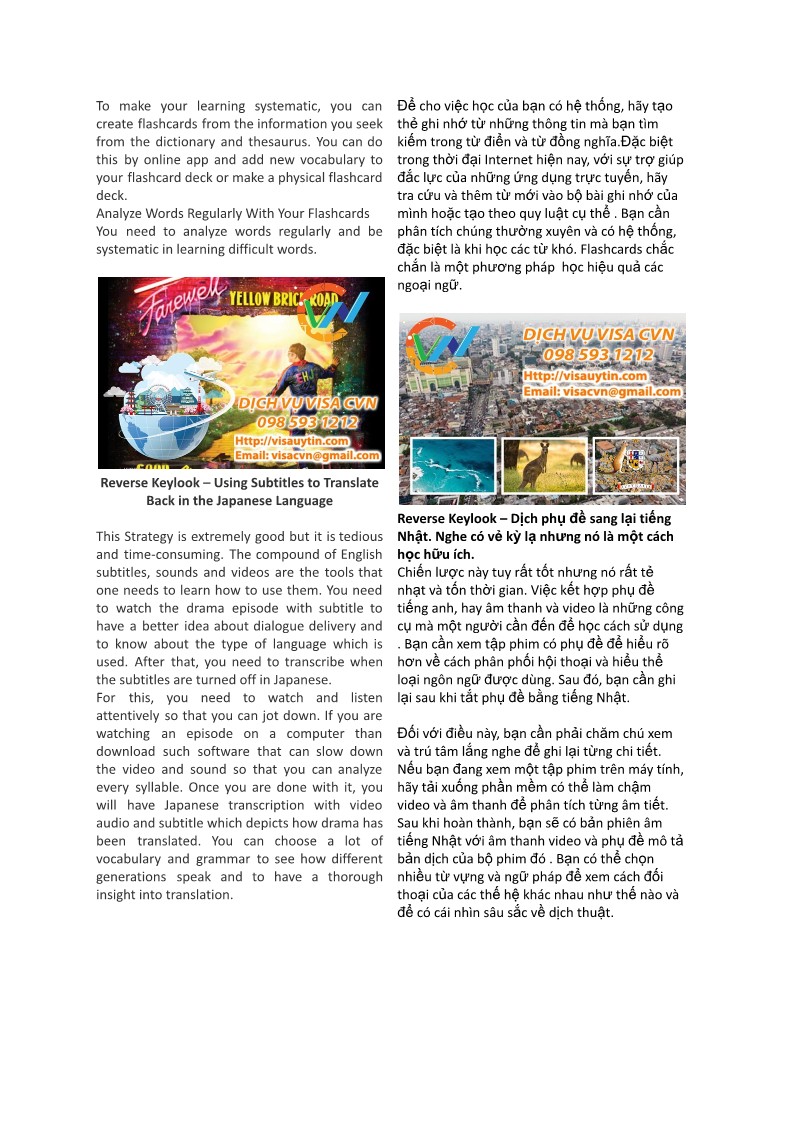 To make your learning systematic, you can
create flashcards from the information you seek
from the dictionary and thesaurus. You can do
this by online app and add new vocabulary to
your flashcard deck or make a physical flashcard
deck.
Analyze Words Regularly With Your Flashcards
You need to analyze words regularly and be
systematic in learning difficult words.
Farewell
YELLOW BRICK ROAD
DỊCH VỤ VISA CVN
098 593 1212
Http://visauytin.com
Email: visacvn@gmail.com
Reverse Keylook – Using Subtitles to Translate
Back in the Japanese Language
This Strategy is extremely good but it is tedious
and time-consuming. The compound of English
subtitles, sounds and videos are the tools that
one needs to learn how to use them. You need
to watch the drama episode with subtitle to
have a better idea about dialogue delivery and
to know about the type of language which is
used. After that, you need to transcribe when
the subtitles are turned off in Japanese.
For this, you need to watch and listen
attentively so that you can jot down. If you are
watching an episode on a computer than
download such software that can slow down
the video and sound so that you can analyze
every syllable. Once you are done with it, you
will have Japanese transcription with video
audio and subtitle which depicts how drama has
been translated. You can choose a lot of
vocabulary and grammar to see how different
generations speak and to have a thorough
insight into translation.
Để cho việc học của bạn có hệ thống, hãy tạo
thẻ ghi nhớ từ những thông tin mà bạn tìm
kiếm trong từ điển và từ đồng nghĩa.Đặc biệt
trong thời đại Internet hiện nay, với sự trợ giúp
đắc lực của những ứng dụng trực tuyến, hãy
tra cứu và thêm từ mới vào bộ bài ghi nhớ của
mình hoặc tạo theo quy luật cụ thể . Bạn cần
phân tích chúng thường xuyên và có hệ thống,
đặc biệt là khi học các từ khó. Flashcards chắc
chắn là một phương pháp  học hiệu quả các
ngoại ngữ.
DỊCH VỤ VISA CVN
098 593 1212
Http://visauytin.com
Email: visacvn@gmail.com
Reverse Keylook – Dịch phụ đề sang lại tiếng
Nhật. Nghe có vẻ kỳ lạ nhưng nó là một cách
học hữu ích.
Chiến lược này tuy rất tốt nhưng nó rất tẻ
nhạt và tốn thời gian. Việc kết hợp phụ đề
tiếng anh, hay âm thanh và video là những công
cụ mà một người cần đến để học cách sử dụng
. Bạn cần xem tập phim có phụ đề để hiểu rõ
hơn về cách phân phối hội thoại và hiểu thể
loại ngôn ngữ được dùng. Sau đó, bạn cần ghi
lại sau khi tắt phụ đề bằng tiếng Nhật.
Đối với điều này, bạn cần phải chăm chú xem
và trú tâm lắng nghe để ghi lại từng chi tiết.
Nếu bạn đang xem một tập phim trên máy tính,
hãy tải xuống phần mềm có thể làm chậm
video và âm thanh để phân tích từng âm tiết.
Sau khi hoàn thành, bạn sẽ có bản phiên âm
tiếng Nhật với âm thanh video và phụ đề mô tả
bản dịch của bộ phim đó . Bạn có thể chọn
nhiều từ vựng và ngữ pháp để xem cách đối
thoại của các thế hệ khác nhau như thế nào và
để có cái nhìn sâu sắc về dịch thuật.